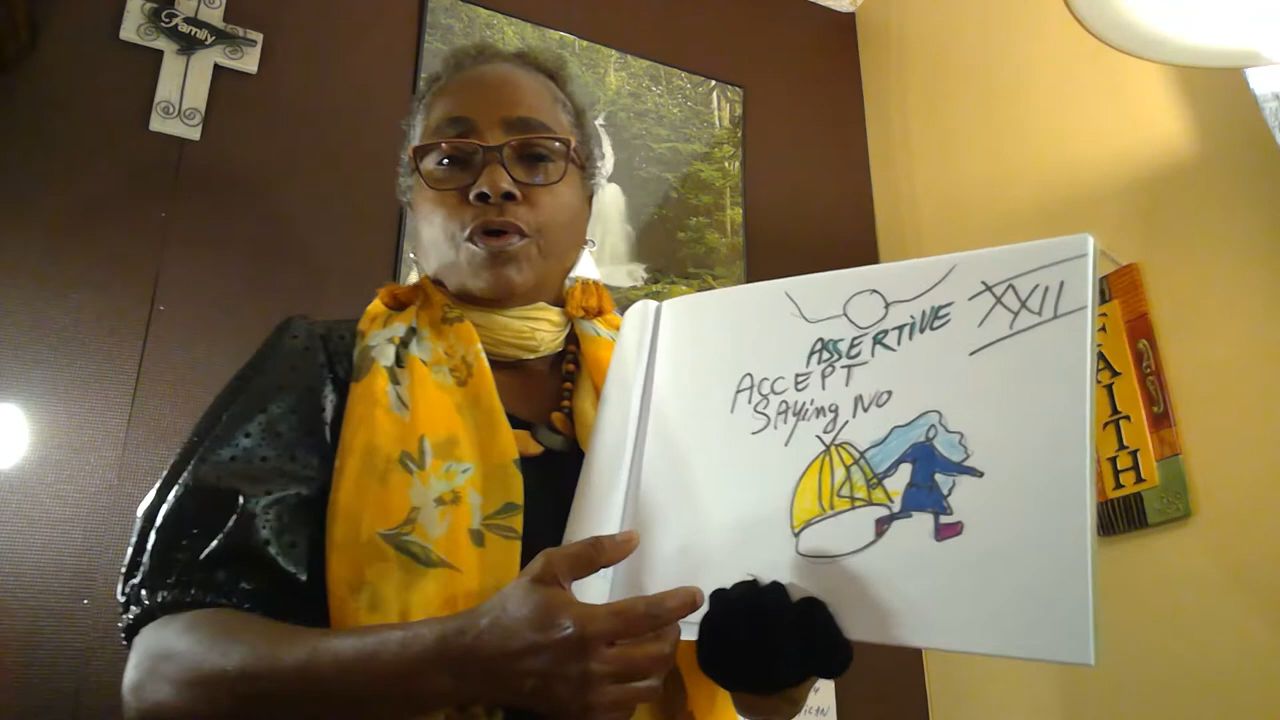 Family
XXII
ASSERTIVE
ACCEPT
SAYing NO
FAITH